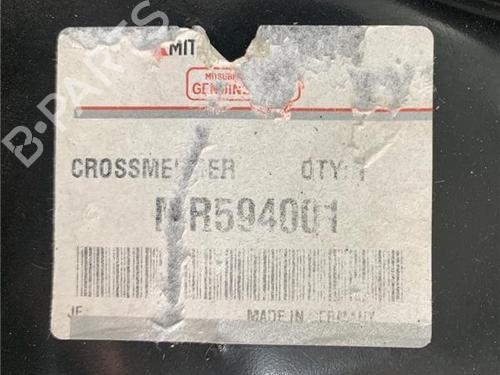 MIT
GENUINE
CROSSMEMBER QTY:1
MR594001
MADE IN GERMANY
B-PARTS